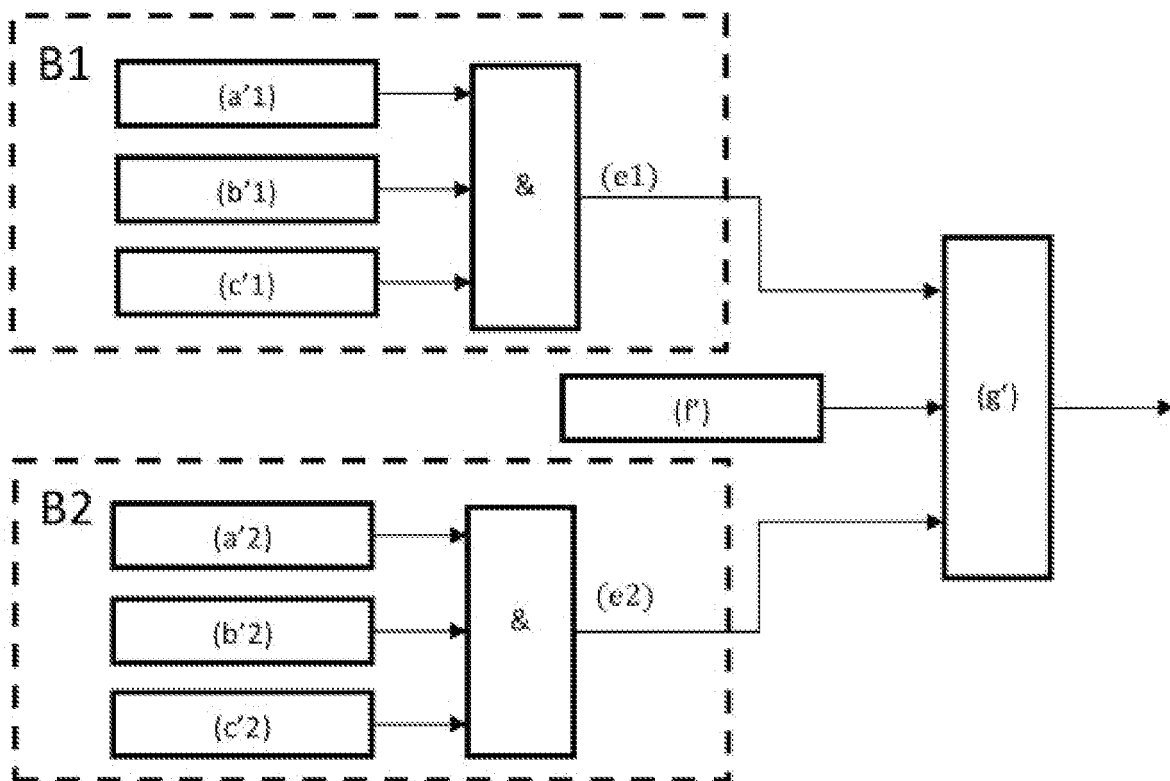 B1
(a'1)
(b'1)
(c'1)
&
(e1)
(f')
(g')
B2
(a'2)
(b'2)
(c'2)
&
(e2)